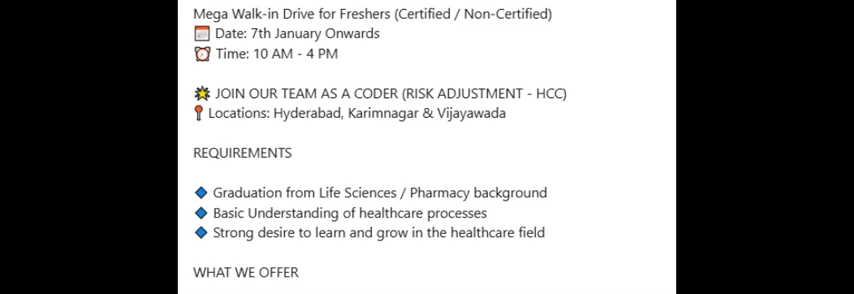 Mega Walk-in Drive for Freshers (Certified / Non-Certified)
📅 Date: 7th January Onwards
⏰ Time: 10 AM - 4 PM
🌟 JOIN OUR TEAM AS A CODER (RISK ADJUSTMENT - HCC)
📍 Locations: Hyderabad, Karimnagar & Vijayawada
REQUIREMENTS
🔷 Graduation from Life Sciences / Pharmacy background
🔷 Basic Understanding of healthcare processes
🔷 Strong desire to learn and grow in the healthcare field
WHAT WE OFFER